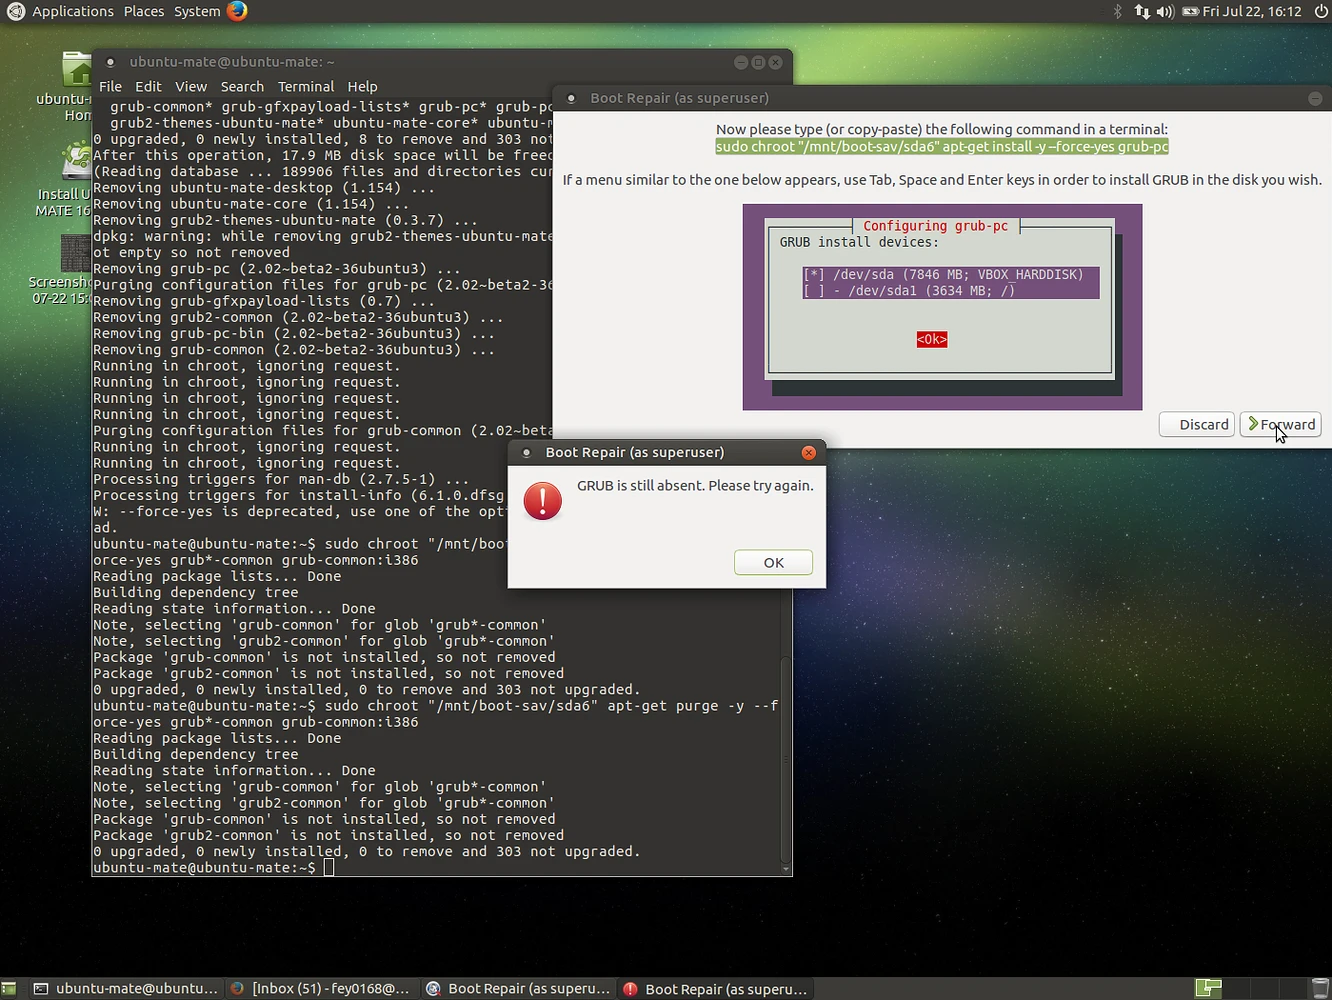 Applications Places System
Fri Jul 22, 16:12
ubuntu-
Hom
Install U
MATE 16
Screensh
07-22 15:
ubuntu-mate@ubuntu-mate: ~
File Edit View Search Terminal Help
grub-common* grub-gfxpayload-lists* grub-pc* grub-pc
grub2-themes-ubuntu-mate* ubuntu-mate-core* ubuntu-m
0 upgraded, 0 newly installed, 8 to remove and 303 not
After this operation, 17.9 MB disk space will be freed
(Reading database ... 189906 files and directories cur
Removing ubuntu-mate-desktop (1.154) ...
Removing ubuntu-mate-core (1.154) ...
Removing grub2-themes-ubuntu-mate (0.3.7) ...
dpkg: warning: while removing grub2-themes-ubuntu-mate
ot empty so not removed
Removing grub-pc (2.02~beta2-36ubuntu3) ...
Purging configuration files for grub-pc (2.02~beta2-36
Removing grub-gfxpayload-lists (0.7) ...
Removing grub2-common (2.02~beta2-36ubuntu3) ...
Removing grub-pc-bin (2.02~beta2-36ubuntu3) ...
Removing grub-common (2.02~beta2-36ubuntu3) ...
Running in chroot, ignoring request.
Running in chroot, ignoring request.
Running in chroot, ignoring request.
Running in chroot, ignoring request.
Purging configuration files for grub-common (2.02~beta
Running in chroot, ignoring request.
Running in chroot, ignoring request.
Processing triggers for man-db (2.7.5-1) ...
Processing triggers for install-info (6.1.0.dfsg
W: --force-yes is deprecated, use one of the opti
ad.
ubuntu-mate@ubuntu-mate:~$ sudo chroot "/mnt/boo
orce-yes grub*-common grub-common:i386
Reading package lists... Done
Building dependency tree
Reading state information... Done
Note, selecting 'grub-common' for glob 'grub*-common'
Note, selecting 'grub2-common' for glob 'grub*-common'
Package 'grub-common' is not installed, so not removed
Package 'grub2-common' is not installed, so not removed
0 upgraded, 0 newly installed, 0 to remove and 303 not upgraded.
ubuntu-mate@ubuntu-mate:~$ sudo chroot "/mnt/boot-sav/sda6" apt-get purge -y --f
orce-yes grub*-common grub-common:i386
Reading package lists... Done
Building dependency tree
Reading state information... Done
Note, selecting 'grub-common' for glob 'grub*-common'
Note, selecting 'grub2-common' for glob 'grub*-common'
Package 'grub-common' is not installed, so not removed
Package 'grub2-common' is not installed, so not removed
0 upgraded, 0 newly installed, 0 to remove and 303 not upgraded.
ubuntu-mate@ubuntu-mate:~$
Boot Repair (as superuser)
Now please type (or copy-paste) the following command in a terminal:
sudo chroot "/mnt/boot-sav/sda6" apt-get install -y --force-yes grub-pc
If a menu similar to the one below appears, use Tab, Space and Enter keys in order to install GRUB in the disk you wish.
Configuring grub-pc
GRUB install devices:
[*] /dev/sda (7846 MB; VBOX_HARDDISK)
[ ] - /dev/sda1 (3634 MB; /)
<Ok>
Discard Forward
Boot Repair (as superuser)
GRUB is still absent. Please try again.
OK
ubuntu-mate@ubuntu... [Inbox (51) - fey0168@... Boot Repair (as superu... Boot Repair (as superu...